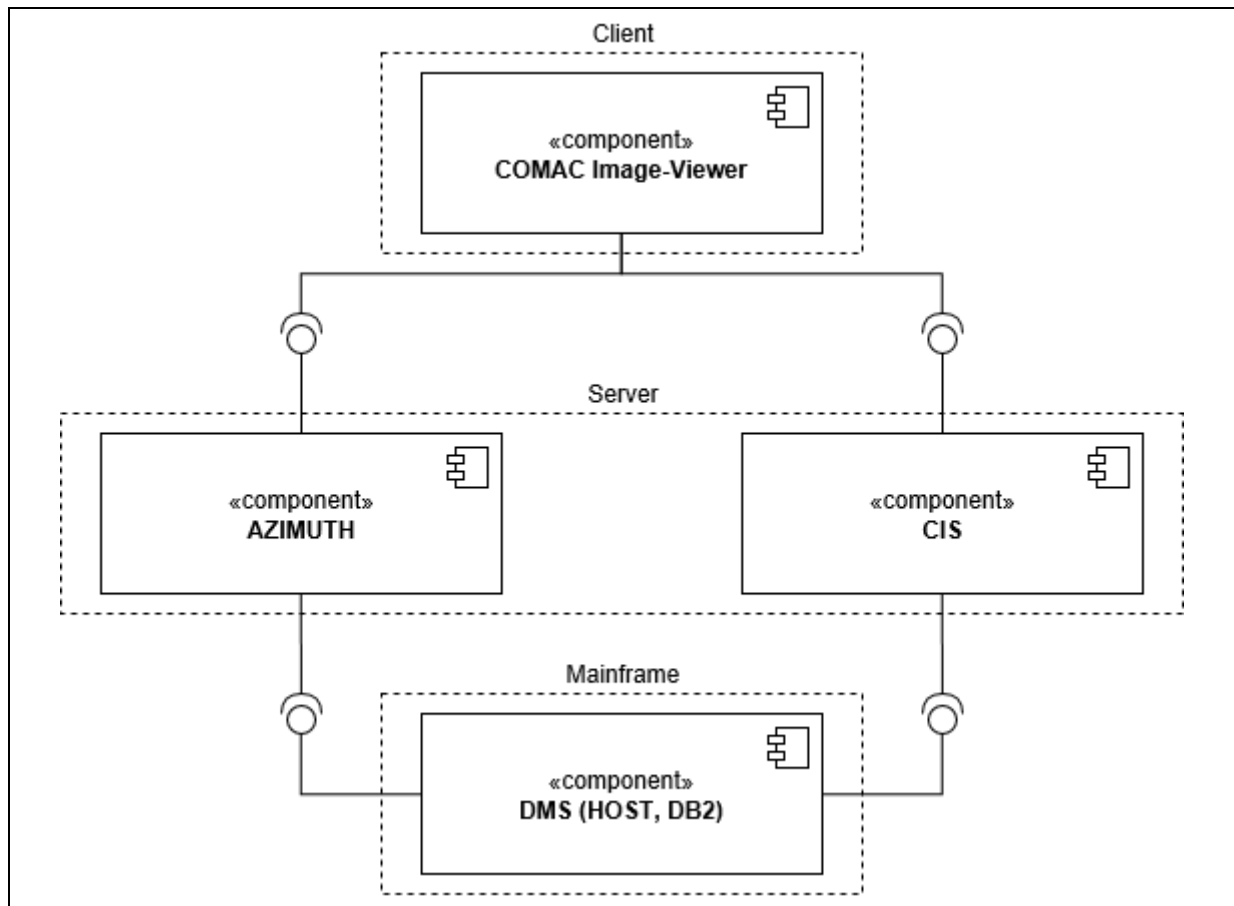 Client
«component»
COMAC Image-Viewer
Server
«component»
AZIMUTH
«component»
CIS
Mainframe
«component»
DMS (HOST, DB2)